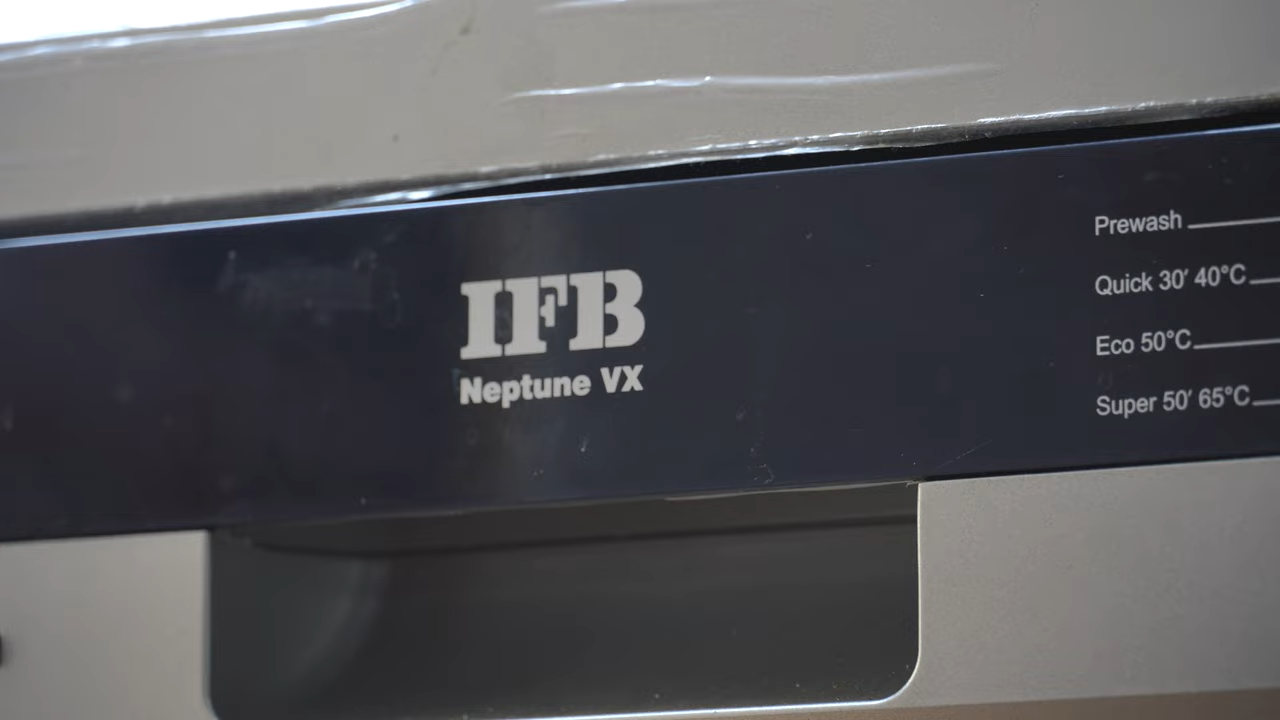 IFB
Neptune VX
Prewash
Quick 30′ 40°C
Eco 50°C
Super 50′ 65°C